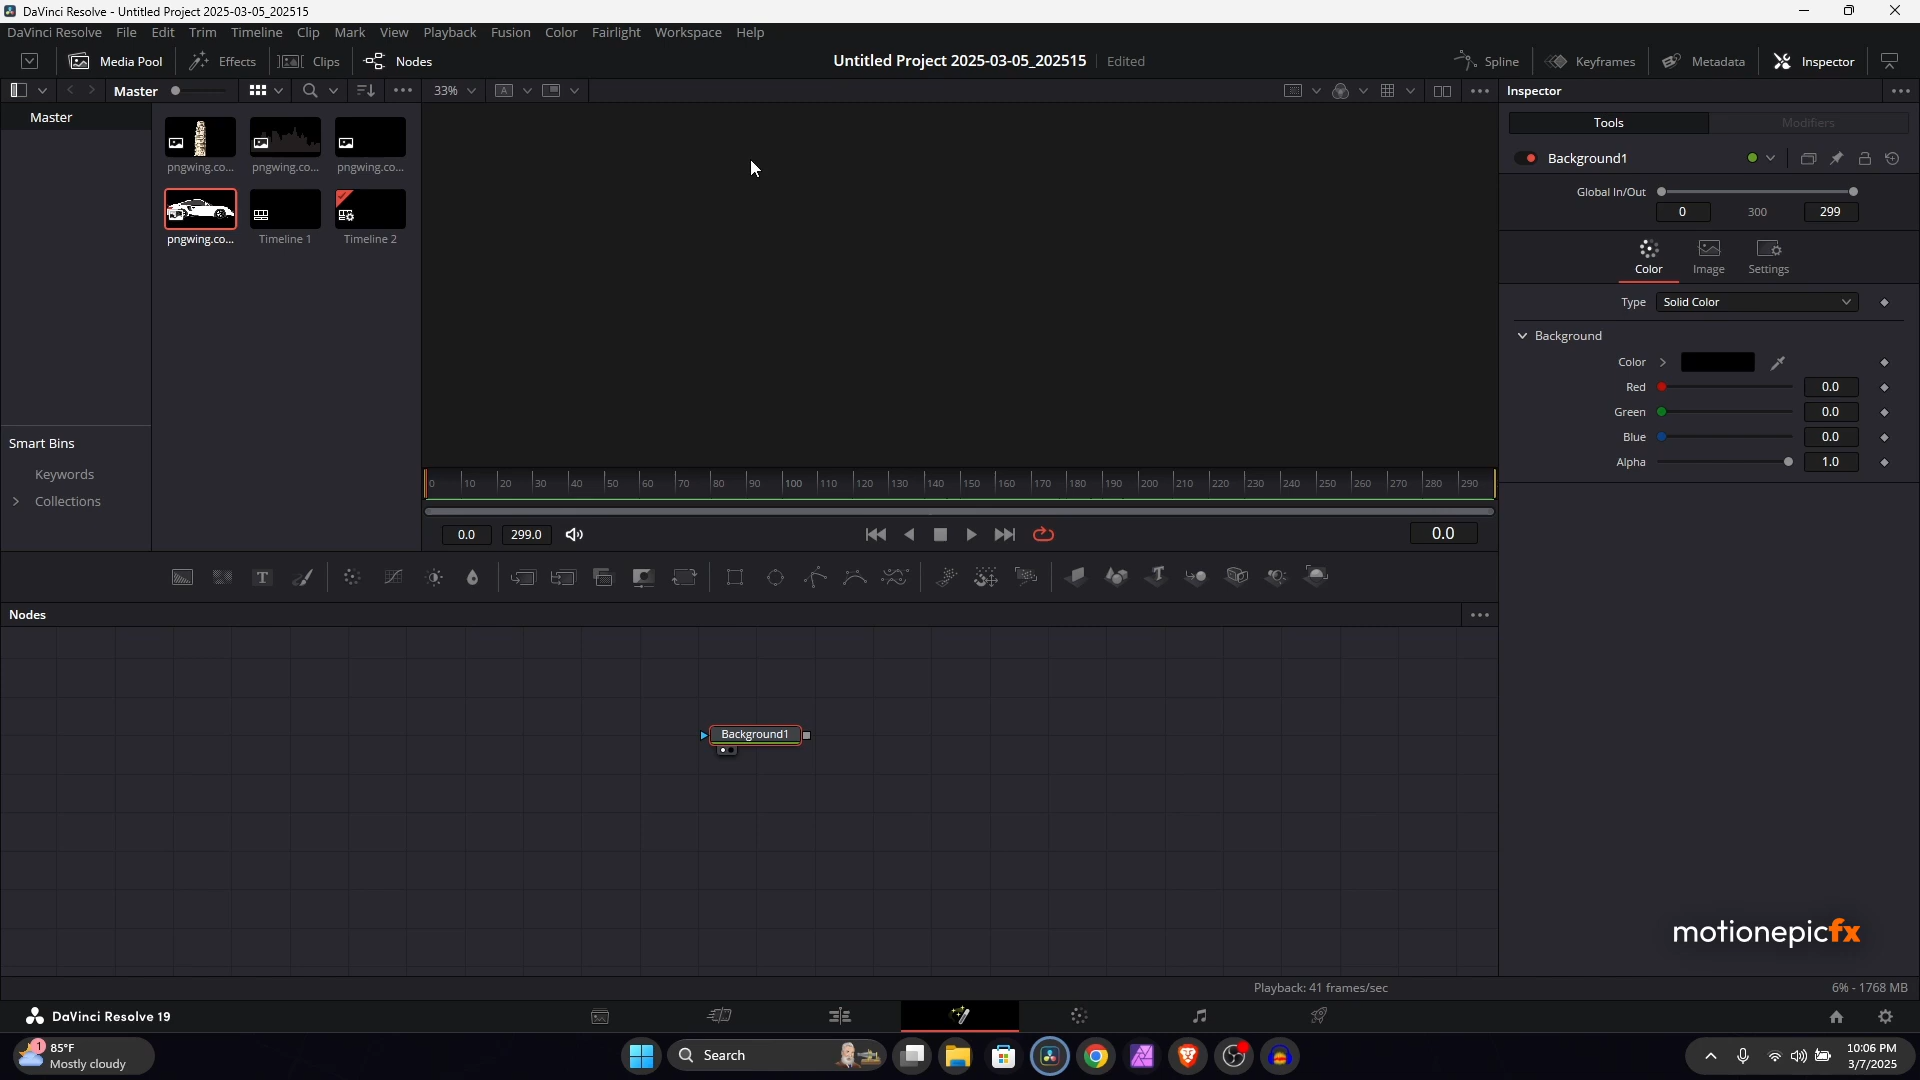 DaVinci Resolve - Untitled Project 2025-03-05_202515
DaVinci Resolve File Edit Trim Timeline Clip Mark View Playback Fusion Color Fairlight Workspace Help
Media Pool Effects Clips Nodes Untitled Project 2025-03-05_202515 Edited Spline Keyframes Metadata Inspector
Master 33% A Inspector
Master
Tools Modifiers
pngwing.co... pngwing.co... pngwing.co...
Background1
Global In/Out
0 300 299
pngwing.co... Timeline 1 Timeline 2
Color Image Settings
Type Solid Color
Background
Color
Red 0.0
Green 0.0
Blue 0.0
Alpha 1.0
Smart Bins
Keywords
Collections
0 10 20 30 40 50 60 70 80 90 100 110 120 130 140 150 160 170 180 190 200 210 220 230 240 250 260 270 280 290
0.0 299.0 0.0
T T
Nodes
Background1
motionepicfx
Playback: 41 frames/sec 6% - 1768 MB
DaVinci Resolve 19
1 85°F
Mostly cloudy
Search
10:06 PM
3/7/2025